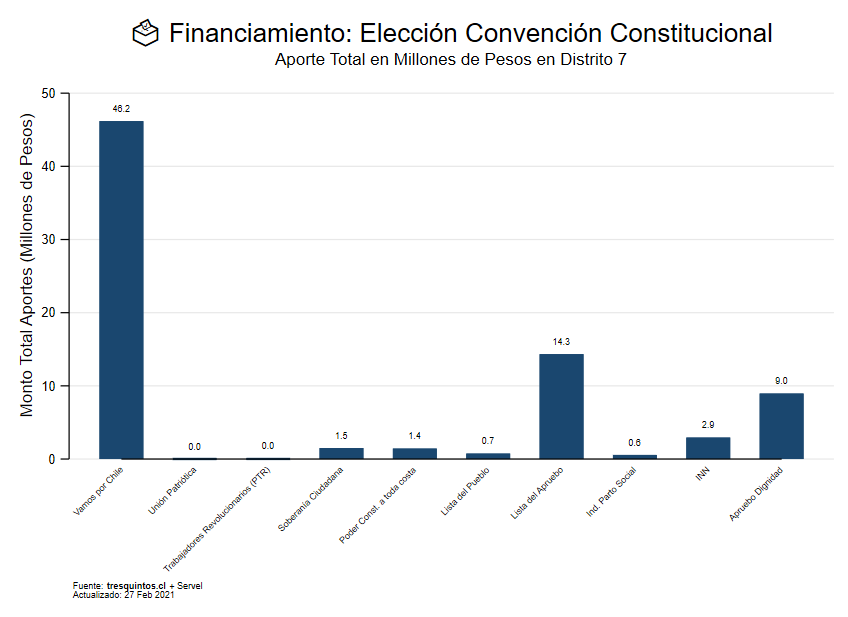 Financiamiento: Elección Convención Constitucional
Aporte Total en Millones de Pesos en Distrito 7
Monto Total Aportes (Millones de Pesos)
50
40
30
20
10
0
46.2
0.0
0.0
1.5
1.4
0.7
14.3
0.6
2.9
9.0
Vamos por Chile
Unión Patriótica
Trabajadores Revolucionarios (PTR)
Soberanía Ciudadana
Poder Const. a toda costa
Lista del Pueblo
Lista del Apruebo
Ind. Parto Social
INN
Apruebo Dignidad
Fuente: tresquintos.cl + Servel
Actualizado: 27 Feb 2021